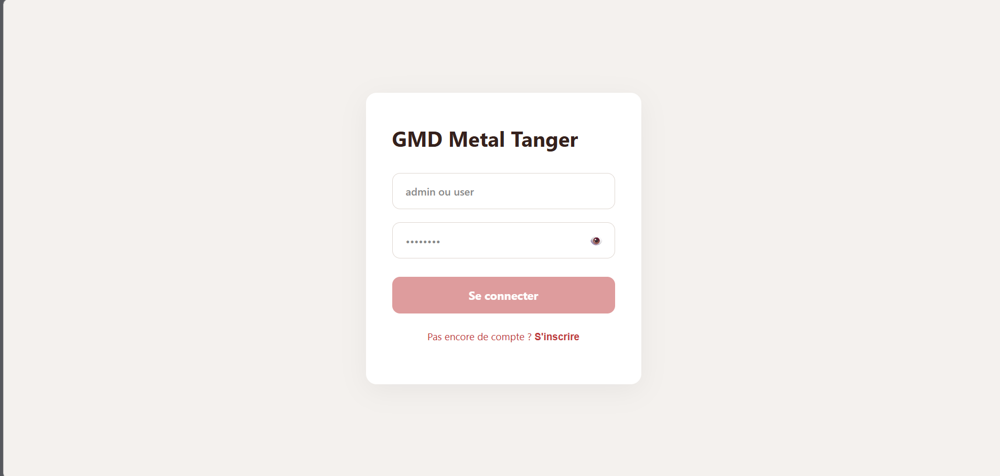 GMD Metal Tanger
admin ou user
••••••••
Se connecter
Pas encore de compte ? S'inscrire